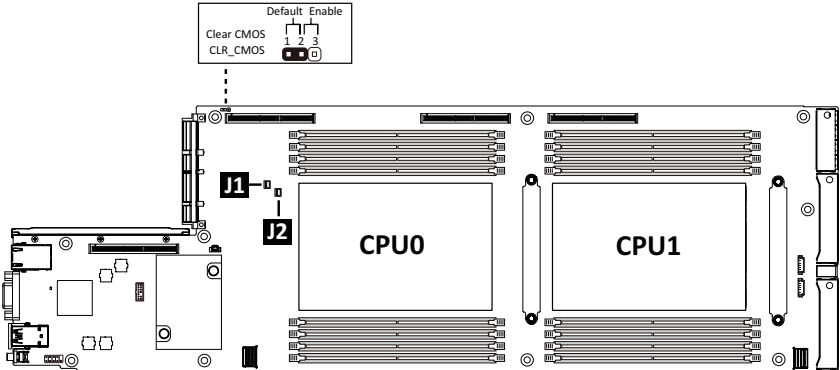 Default Enable
Clear CMOS
CLR_CMOS
1 2 3
J1
J2
CPU0
CPU1